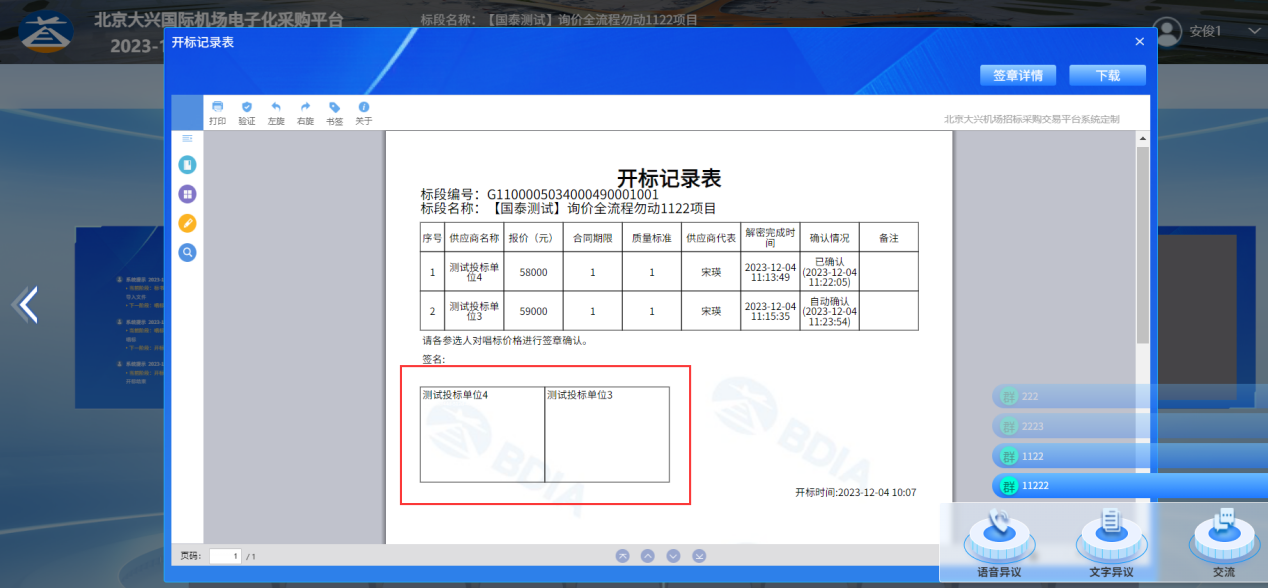 北京大兴国际机场电子化采购平台
标段名称：【国泰测试】询价全流程勿动1122项目
2023-1
安俊1
开标记录表
签章详情
下载
打印 验证 左旋 右旋 书签 关于
北京大兴机场招标采购交易平台系统定制
开标记录表
标段编号：G1100005034000490001001
标段名称：【国泰测试】询价全流程勿动1122项目
序号 供应商名称 报价（元） 合同期限 质量标准 供应商代表 解密完成时间 确认情况 备注
1 测试投标单位4 58000 1 1 宋瑛 2023-12-04 11:13:49 已确认(2023-12-04 11:22:05)
2 测试投标单位3 59000 1 1 宋瑛 2023-12-04 11:15:35 自动确认(2023-12-04 11:23:54)
请各参选人对唱标价格进行签章确认。
签名:
测试投标单位4 测试投标单位3
BDIA
BDIA
开标时间:2023-12-04 10:07
群 222
群 2223
群 1122
群 11222
语音异议
文字异议
交流
页码: 1 / 1